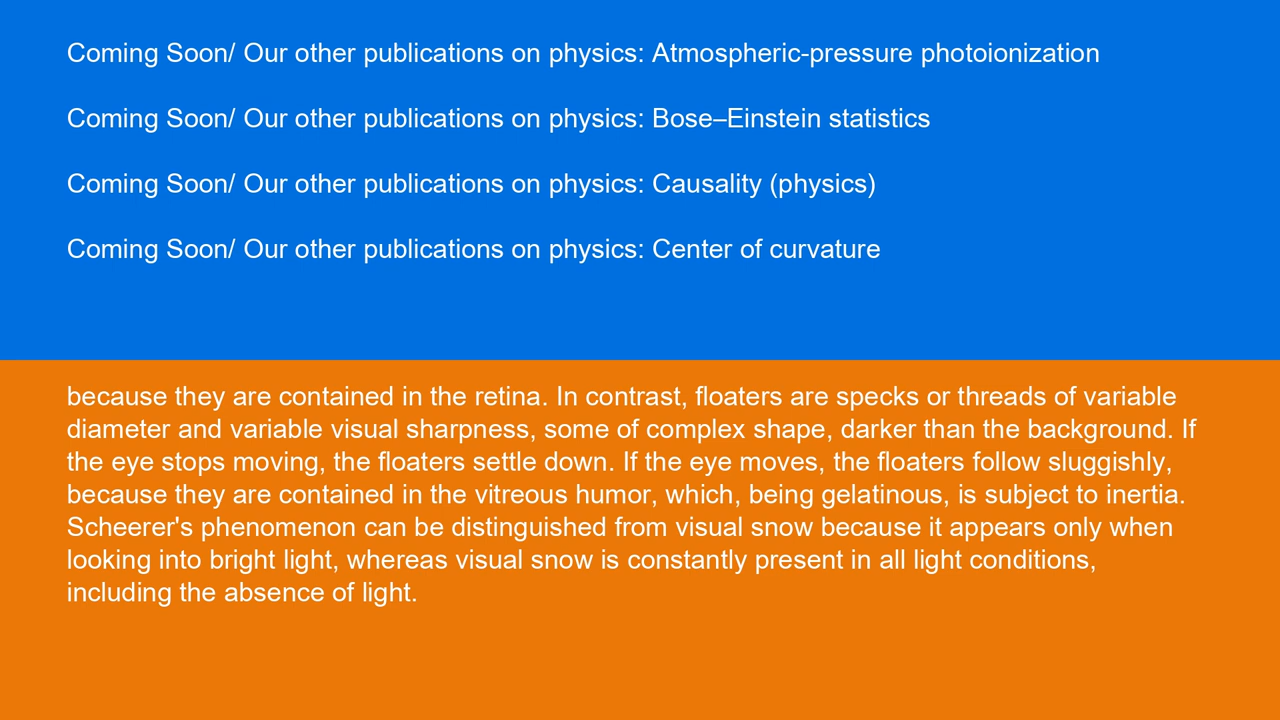 Coming Soon/ Our other publications on physics: Atmospheric-pressure photoionization
Coming Soon/ Our other publications on physics: Bose–Einstein statistics
Coming Soon/ Our other publications on physics: Causality (physics)
Coming Soon/ Our other publications on physics: Center of curvature
because they are contained in the retina. In contrast, floaters are specks or threads of variable
diameter and variable visual sharpness, some of complex shape, darker than the background. If
the eye stops moving, the floaters settle down. If the eye moves, the floaters follow sluggishly,
because they are contained in the vitreous humor, which, being gelatinous, is subject to inertia.
Scheerer's phenomenon can be distinguished from visual snow because it appears only when
looking into bright light, whereas visual snow is constantly present in all light conditions,
including the absence of light.